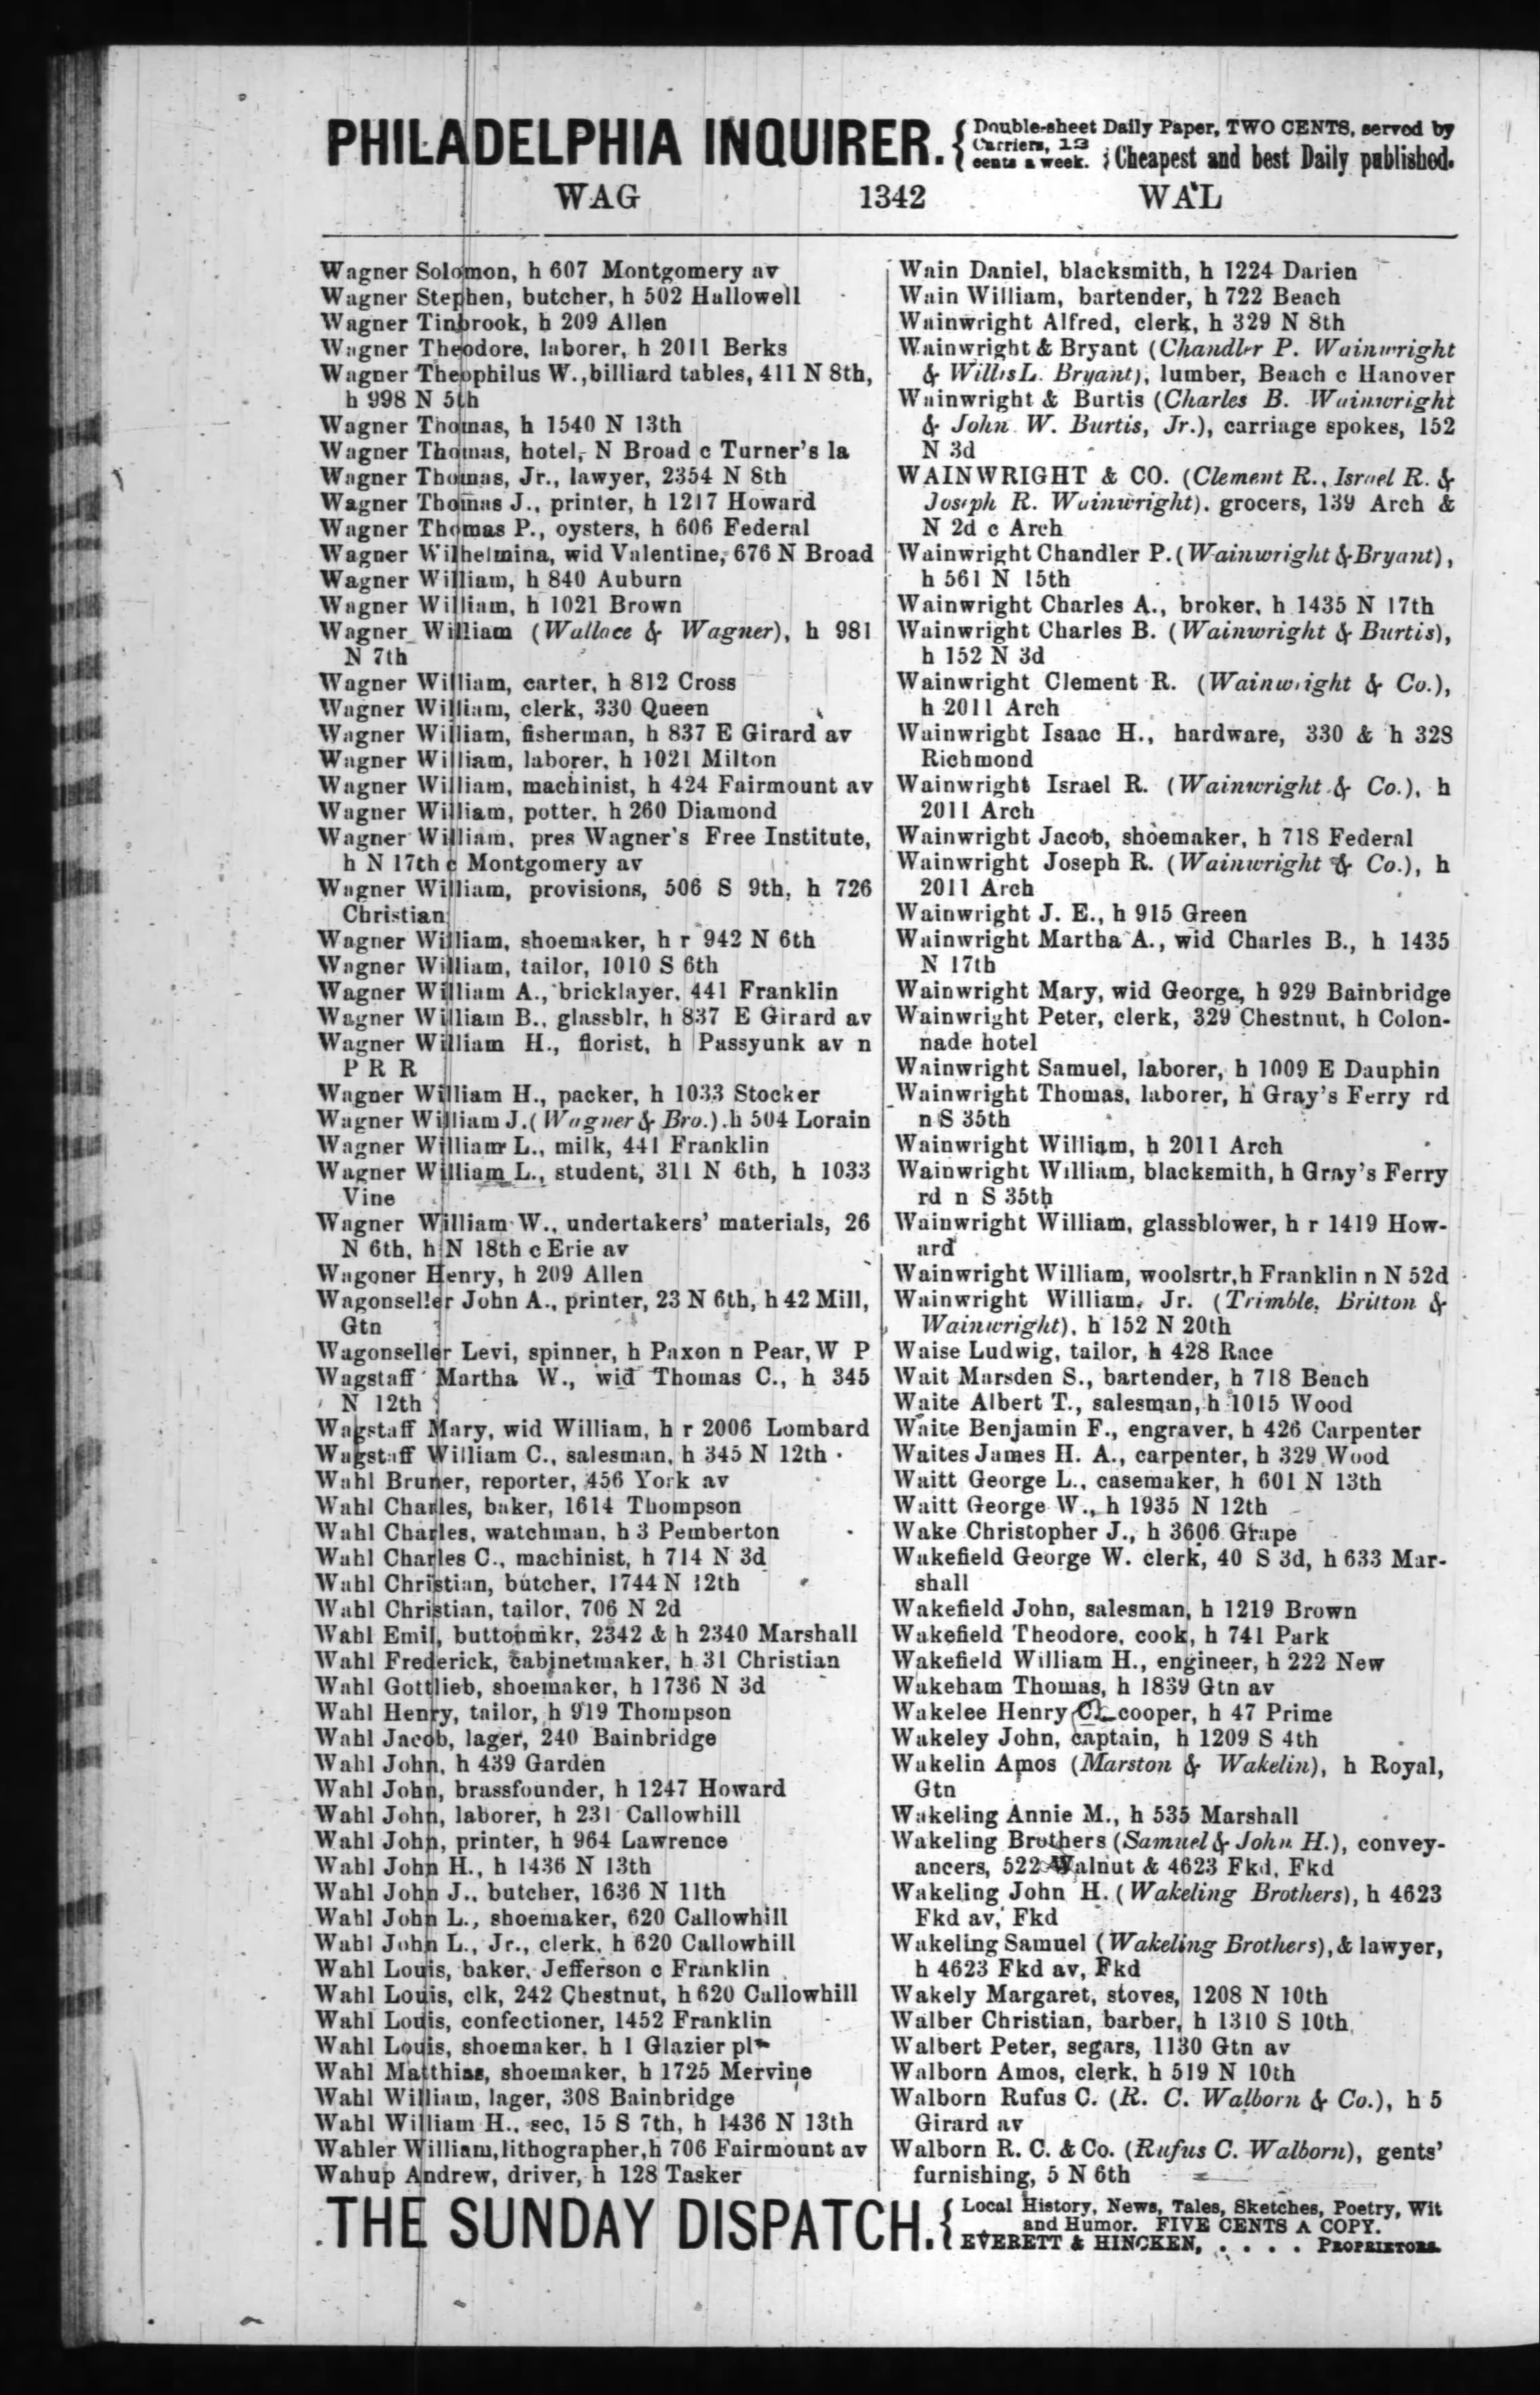 PHILADELPHIA INQUIRER. { Double-sheet Daily Paper, TWO CENTS, served by
Carriers, 13 cents a week. } Cheapest and best Daily published.
WAG 1342 WAL
Wagner Solomon, h 607 Montgomery av
Wagner Stephen, butcher, h 502 Hallowell
Wagner Tinbrook, h 209 Allen
Wagner Theodore, laborer, h 2011 Berks
Wagner Theophilus W., billiard tables, 411 N 8th,
h 998 N 5th
Wagner Thomas, h 1540 N 13th
Wagner Thomas, hotel, N Broad c Turner's la
Wagner Thomas, Jr., lawyer, 2354 N 8th
Wagner Thomas J., printer, h 1217 Howard
Wagner Thomas P., oysters, h 606 Federal
Wagner Wilhelmina, wid Valentine, 676 N Broad
Wagner William, h 840 Auburn
Wagner William, h 1021 Brown
Wagner William (Wallace & Wagner), h 981
N 7th
Wagner William, carter, h 812 Cross
Wagner William, clerk, 330 Queen
Wagner William, fisherman, h 837 E Girard av
Wagner William, laborer, h 1021 Milton
Wagner William, machinist, h 424 Fairmount av
Wagner William, potter, h 260 Diamond
Wagner William, pres Wagner's Free Institute,
h N 17th c Montgomery av
Wagner William, provisions, 506 S 9th, h 726
Christian
Wagner William, shoemaker, h r 942 N 6th
Wagner William, tailor, 1010 S 6th
Wagner William A., bricklayer, 441 Franklin
Wagner William B., glassblr, h 837 E Girard av
Wagner William H., florist, h Passyunk av n
P R R
Wagner William H., packer, h 1033 Stocker
Wagner William J. (Wagner & Bro.), h 504 Lorain
Wagner William L., milk, 441 Franklin
Wagner William L., student, 311 N 6th, h 1033
Vine
Wagner William W., undertakers' materials, 26
N 6th, h N 18th c Erie av
Wagoner Henry, h 209 Allen
Wagonseller John A., printer, 23 N 6th, h 42 Mill,
Gtn
Wagonseller Levi, spinner, h Paxon n Pear, W P
Wagstaff Martha W., wid Thomas C., h 345
N 12th
Wagstaff Mary, wid William, h r 2006 Lombard
Wagstaff William C., salesman, h 345 N 12th
Wahl Bruner, reporter, 456 York av
Wahl Charles, baker, 1614 Thompson
Wahl Charles, watchman, h 3 Pemberton
Wahl Charles C., machinist, h 714 N 3d
Wahl Christian, butcher, 1744 N 12th
Wahl Christian, tailor, 706 N 2d
Wahl Emil, buttonmkr, 2342 & h 2340 Marshall
Wahl Frederick, cabinetmaker, h 31 Christian
Wahl Gottlieb, shoemaker, h 1736 N 3d
Wahl Henry, tailor, h 919 Thompson
Wahl Jacob, lager, 240 Bainbridge
Wahl John, h 439 Garden
Wahl John, brassfounder, h 1247 Howard
Wahl John, laborer, h 231 Callowhill
Wahl John, printer, h 964 Lawrence
Wahl John H., h 1436 N 13th
Wahl John J., butcher, 1636 N 11th
Wahl John L., shoemaker, 620 Callowhill
Wahl John L., Jr., clerk, h 620 Callowhill
Wahl Louis, baker, Jefferson c Franklin
Wahl Louis, clk, 242 Chestnut, h 620 Callowhill
Wahl Louis, confectioner, 1452 Franklin
Wahl Louis, shoemaker, h 1 Glazier pl
Wahl Matthias, shoemaker, h 1725 Mervine
Wahl William, lager, 308 Bainbridge
Wahl William H., sec, 15 S 7th, h 1436 N 13th
Wahler William, lithographer, h 706 Fairmount av
Wahup Andrew, driver, h 128 Tasker
Wain Daniel, blacksmith, h 1224 Darien
Wain William, bartender, h 722 Beach
Wainwright Alfred, clerk, h 329 N 8th
Wainwright & Bryant (Chandler P. Wainwright
& Willis L. Bryant), lumber, Beach c Hanover
Wainwright & Burtis (Charles B. Wainwright
& John W. Burtis, Jr.), carriage spokes, 152
N 3d
WAINWRIGHT & CO. (Clement R., Israel R. &
Joseph R. Wainwright), grocers, 139 Arch &
N 2d c Arch
Wainwright Chandler P. (Wainwright & Bryant),
h 561 N 15th
Wainwright Charles A., broker, h 1435 N 17th
Wainwright Charles B. (Wainwright & Burtis),
h 152 N 3d
Wainwright Clement R. (Wainwright & Co.),
h 2011 Arch
Wainwright Isaac H., hardware, 330 & h 328
Richmond
Wainwright Israel R. (Wainwright & Co.), h
2011 Arch
Wainwright Jacob, shoemaker, h 718 Federal
Wainwright Joseph R. (Wainwright & Co.), h
2011 Arch
Wainwright J. E., h 915 Green
Wainwright Martha A., wid Charles B., h 1435
N 17th
Wainwright Mary, wid George, h 929 Bainbridge
Wainwright Peter, clerk, 329 Chestnut, h Colon-
nade hotel
Wainwright Samuel, laborer, h 1009 E Dauphin
Wainwright Thomas, laborer, h Gray's Ferry rd
n S 35th
Wainwright William, h 2011 Arch
Wainwright William, blacksmith, h Gray's Ferry
rd n S 35th
Wainwright William, glassblower, h r 1419 How-
ard
Wainwright William, woolsrtr, h Franklin n N 52d
Wainwright William, Jr. (Trimble, Britton &
Wainwright), h 152 N 20th
Waise Ludwig, tailor, h 428 Race
Wait Marsden S., bartender, h 718 Beach
Waite Albert T., salesman, h 1015 Wood
Waite Benjamin F., engraver, h 426 Carpenter
Waites James H. A., carpenter, h 329 Wood
Waitt George L., casemaker, h 601 N 13th
Waitt George W., h 1935 N 12th
Wake Christopher J., h 3606 Grape
Wakefield George W. clerk, 40 S 3d, h 633 Mar-
shall
Wakefield John, salesman, h 1219 Brown
Wakefield Theodore, cook, h 741 Park
Wakefield William H., engineer, h 222 New
Wakeham Thomas, h 1839 Gtn av
Wakelee Henry C. cooper, h 47 Prime
Wakeley John, captain, h 1209 S 4th
Wakelin Amos (Marston & Wakelin), h Royal,
Gtn
Wakeling Annie M., h 535 Marshall
Wakeling Brothers (Samuel & John H.), convey-
ancers, 522 Walnut & 4623 Fkd, Fkd
Wakeling John H. (Wakeling Brothers), h 4623
Fkd av, Fkd
Wakeling Samuel (Wakeling Brothers), & lawyer,
h 4623 Fkd av, Fkd
Wakely Margaret, stoves, 1208 N 10th
Walber Christian, barber, h 1310 S 10th
Walbert Peter, segars, 1130 Gtn av
Walborn Amos, clerk, h 519 N 10th
Walborn Rufus C. (R. C. Walborn & Co.), h 5
Girard av
Walborn R. C. & Co. (Rufus C. Walborn), gents'
furnishing, 5 N 6th
THE SUNDAY DISPATCH. { Local History, News, Tales, Sketches, Poetry, Wit
and Humor. FIVE CENTS A COPY.
EVERETT & HINCKEN, . . . . PROPRIETORS.